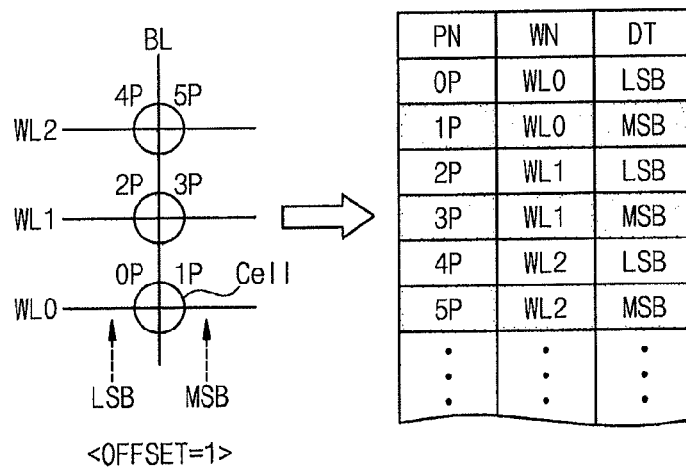 BL
4P 5P
WL2
2P 3P
WL1
0P 1P Cell
WL0
LSB MSB
<OFFSET=1>
PN WN DT
0P WL0 LSB
1P WL0 MSB
2P WL1 LSB
3P WL1 MSB
4P WL2 LSB
5P WL2 MSB